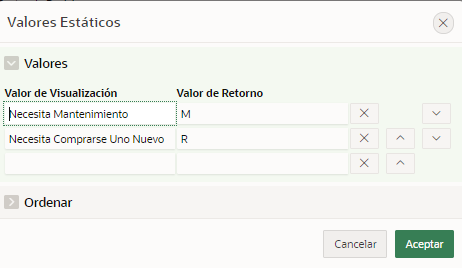 Valores Estáticos
Valores
Valor de Visualización Valor de Retorno
Necesita Mantenimiento M
Necesita Comprarse Uno Nuevo R
Ordenar
Cancelar Aceptar